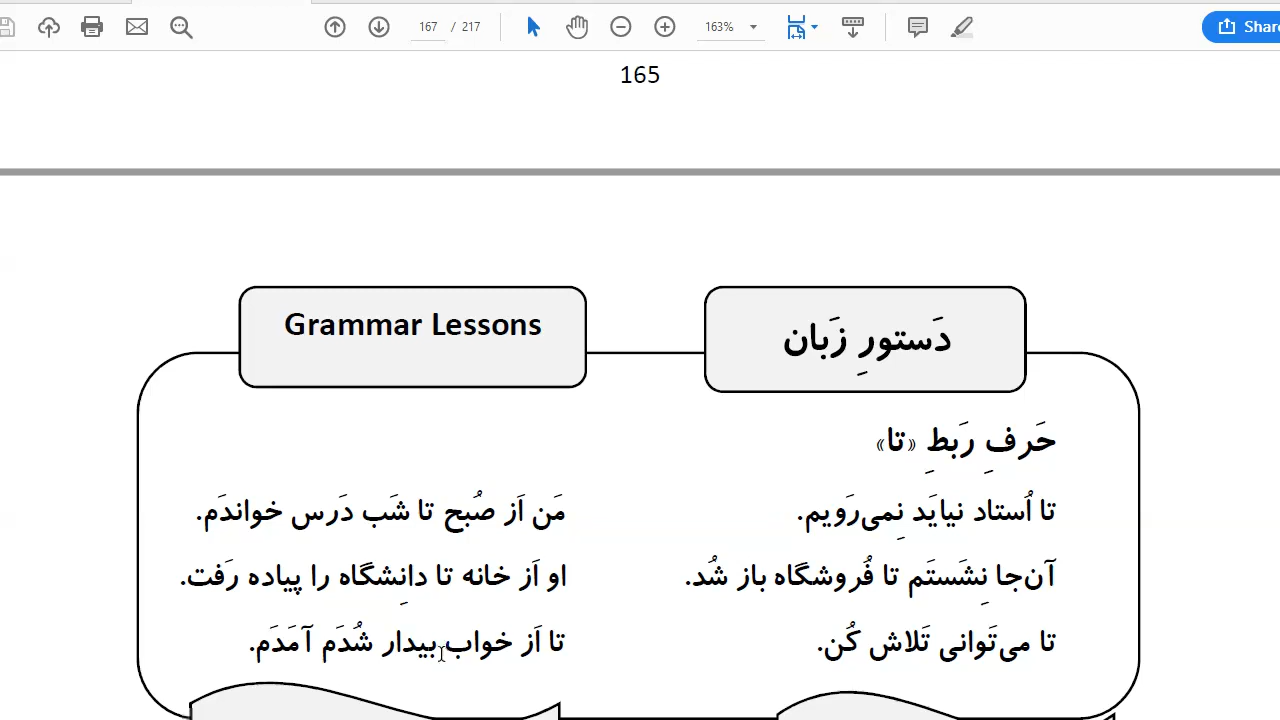 167 / 217
163%
Shar
165
Grammar Lessons
دَستورِ زَبان
حَرفِ رَبطِ «تا»
تا اُستاد نیایَد نِمی‌رَویم.
مَن اَز صُبح تا شَب دَرس خواندَم.
آن‌جا نِشَستَم تا فُروشگاه باز شُد.
او اَز خانه تا دانِشگاه را پیاده رَفت.
تا می‌تَوانی تَلاش کُن.
تا اَز خواب بیدار شُدَم آمَدَم.